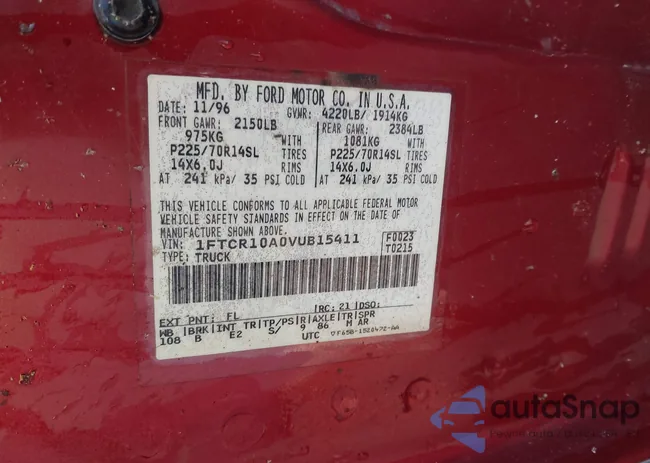 MFD. BY FORD MOTOR CO. IN U.S.A.
DATE: 11/96 GVWR: 4220LB/ 1914KG
FRONT GAWR: 2150LB REAR GAWR: 2384LB
975KG WITH 1081KG WITH
P225/70R14SL TIRES P225/70R14SL TIRES
14X6.0J RIMS 14X6.0J RIMS
AT 241 kPa/ 35 PSI COLD AT 241 kPa/ 35 PSI COLD
THIS VEHICLE CONFORMS TO ALL APPLICABLE FEDERAL MOTOR
VEHICLE SAFETY STANDARDS IN EFFECT ON THE DATE OF
MANUFACTURE SHOWN ABOVE.
VIN: 1FTCR10A0VUB15411 F0023
TYPE: TRUCK T0215
EXT PNT: FL RC: 21 DSO:
WB BRK INT TR TP/PS R AXLE TR SPR
108 B E2 S/ 9 86 M AR
UTC
autoSnap